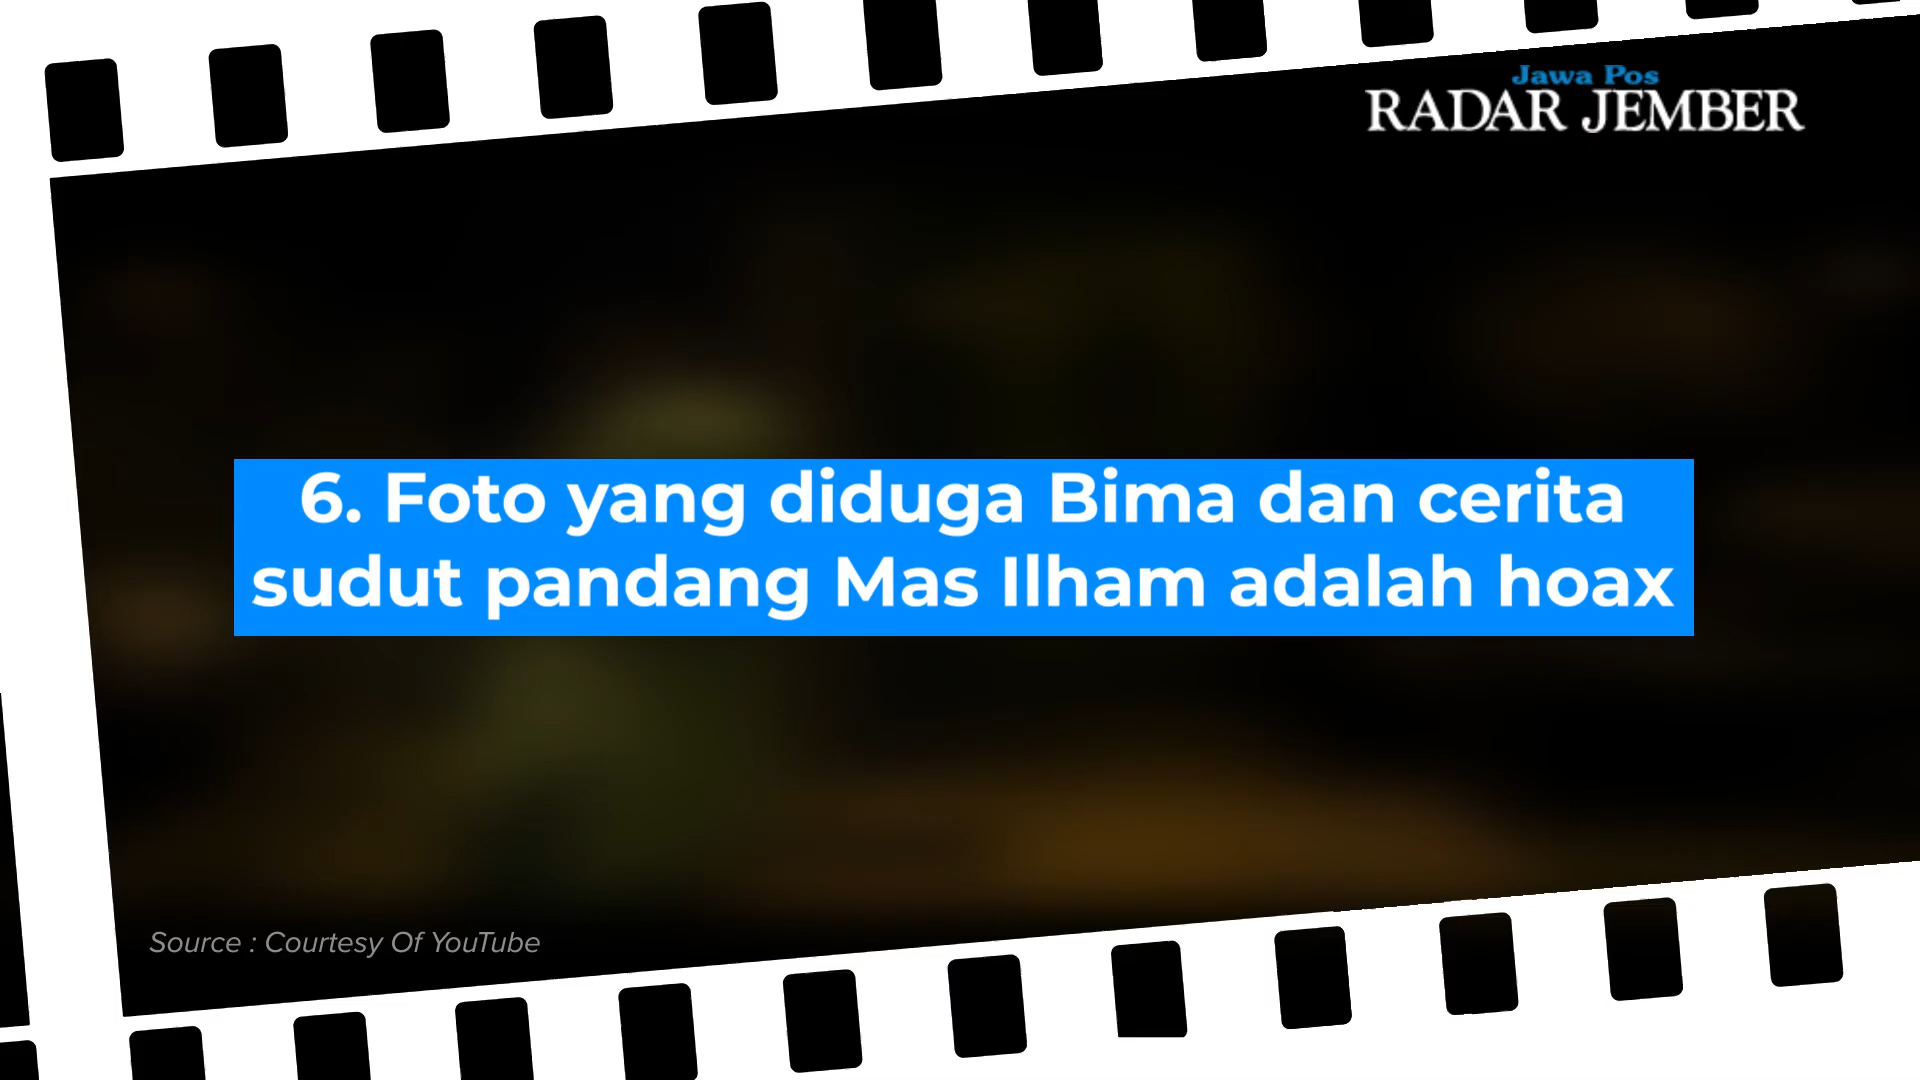 Jawa Pos
RADAR JEMBER
6. Foto yang diduga Bima dan cerita
sudut pandang Mas Ilham adalah hoax
Source : Courtesy Of YouTube